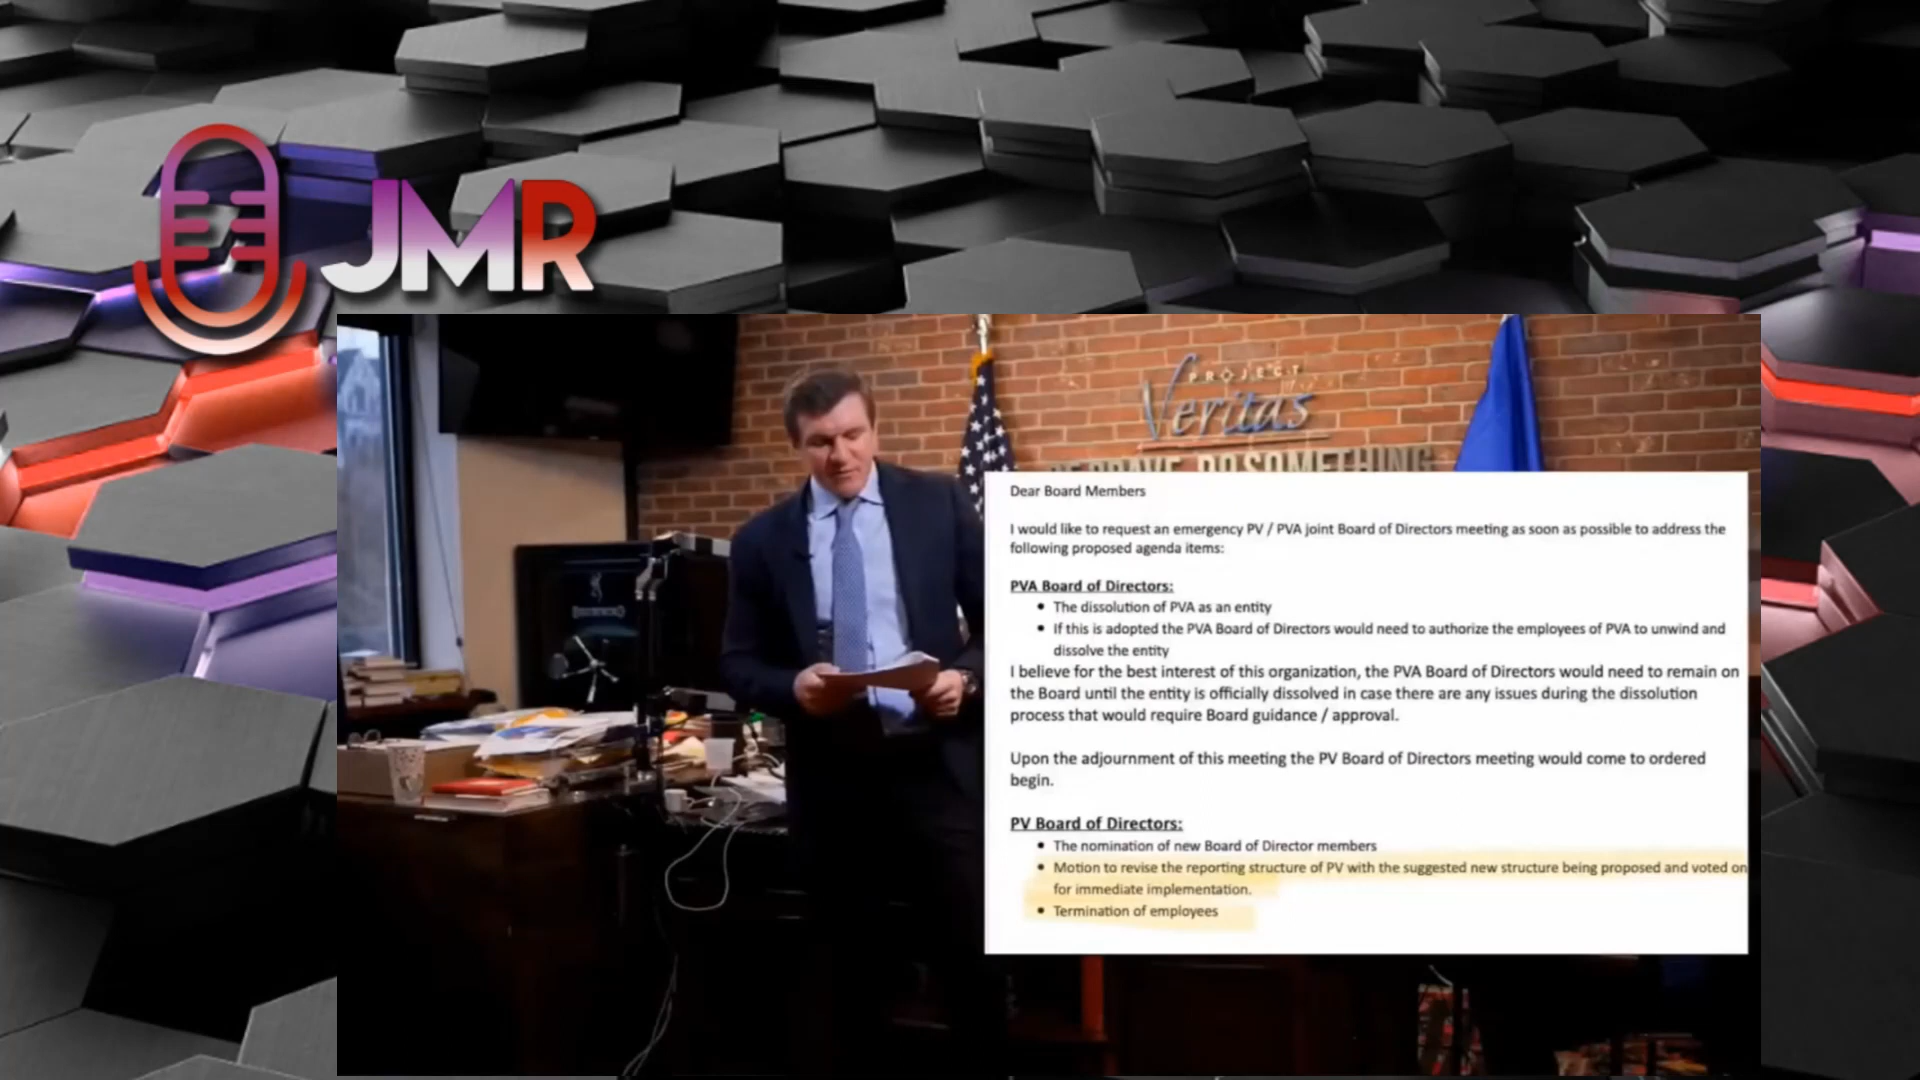 JMR
PROJECT
Veritas
BE BRAVE. DO SOMETHING
Dear Board Members
I would like to request an emergency PV / PVA joint Board of Directors meeting as soon as possible to address the
following proposed agenda items:
PVA Board of Directors:
• The dissolution of PVA as an entity
• If this is adopted the PVA Board of Directors would need to authorize the employees of PVA to unwind and
dissolve the entity
I believe for the best interest of this organization, the PVA Board of Directors would need to remain on
the Board until the entity is officially dissolved in case there are any issues during the dissolution
process that would require Board guidance / approval.
Upon the adjournment of this meeting the PV Board of Directors meeting would come to ordered
begin.
PV Board of Directors:
• The nomination of new Board of Director members
• Motion to revise the reporting structure of PV with the suggested new structure being proposed and voted on
for immediate implementation.
• Termination of employees